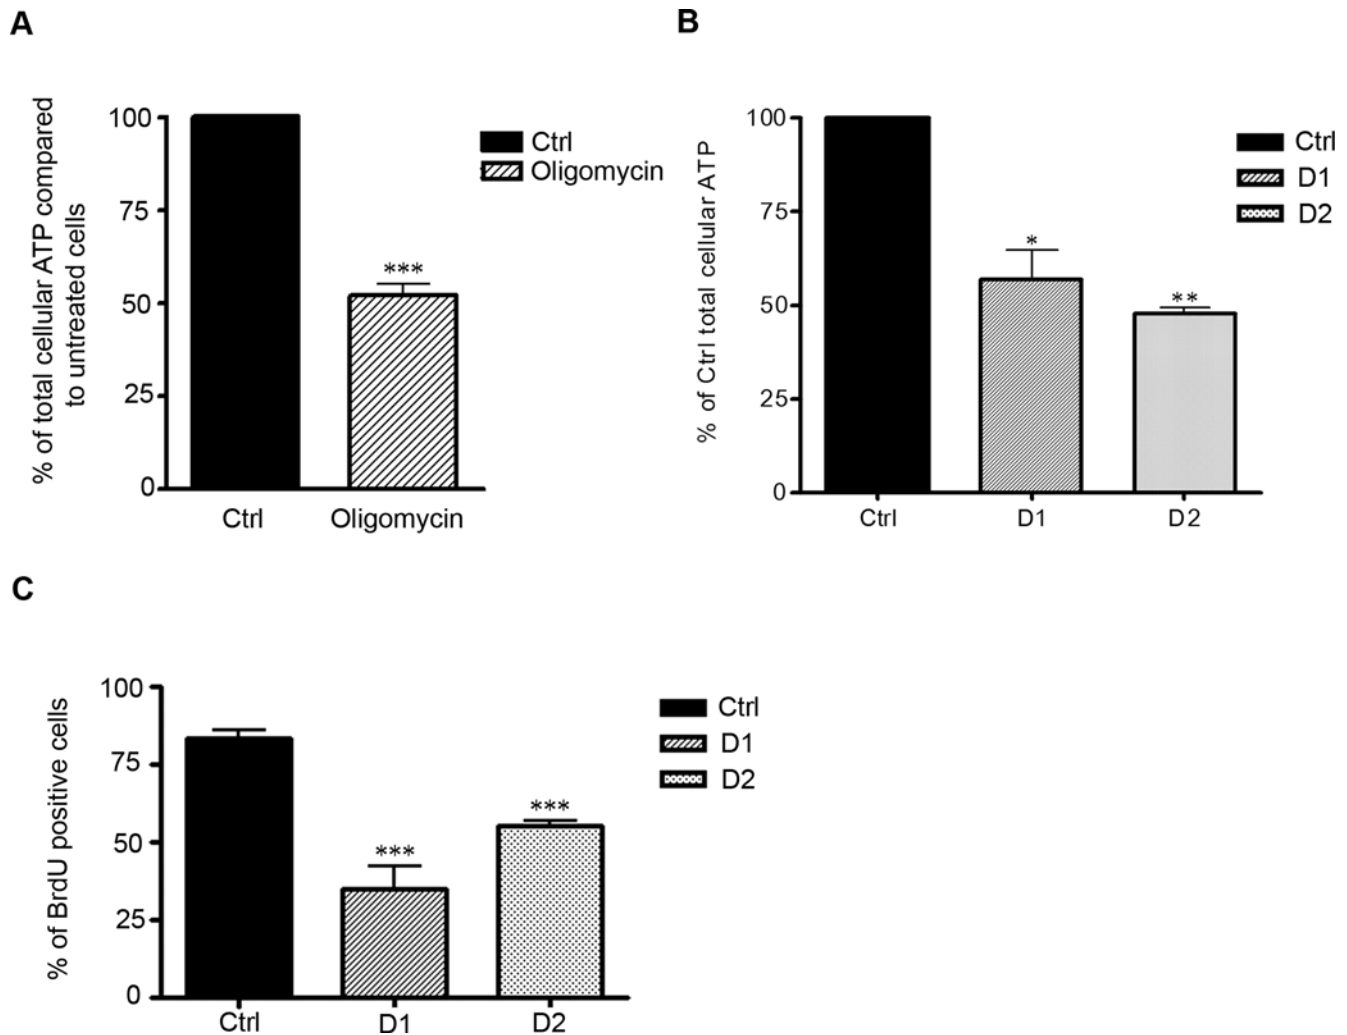 A
% of total cellular ATP compared
to untreated cells
100
75
50
25
0
***
Ctrl
Oligomycin
Ctrl
Oligomycin
B
% of Ctrl total cellular ATP
100
75
50
25
0
*
**
Ctrl
D1
D2
Ctrl
D1
D2
C
% of BrdU positive cells
100
75
50
25
0
***
***
Ctrl
D1
D2
Ctrl
D1
D2